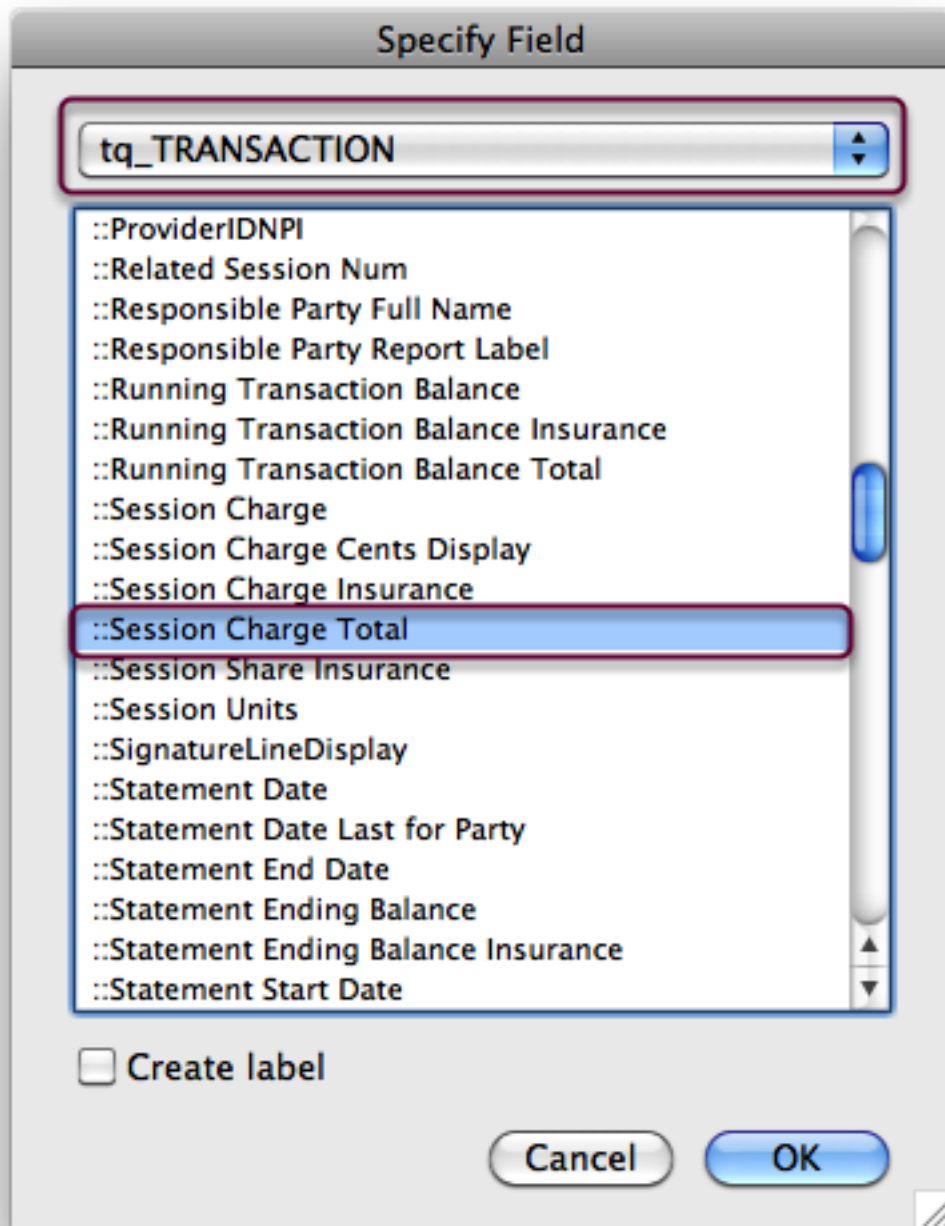 Specify Field
tq_TRANSACTION
::ProviderIDNPI
::Related Session Num
::Responsible Party Full Name
::Responsible Party Report Label
::Running Transaction Balance
::Running Transaction Balance Insurance
::Running Transaction Balance Total
::Session Charge
::Session Charge Cents Display
::Session Charge Insurance
::Session Charge Total
::Session Share Insurance
::Session Units
::SignatureLineDisplay
::Statement Date
::Statement Date Last for Party
::Statement End Date
::Statement Ending Balance
::Statement Ending Balance Insurance
::Statement Start Date
Create label
Cancel OK